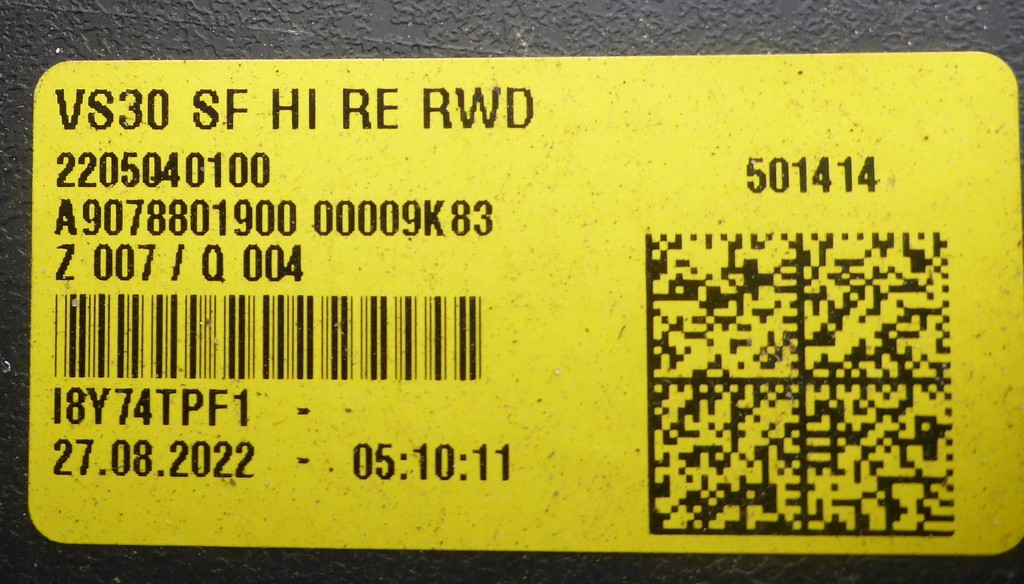 VS30 SF HI RE RWD
2205040100
501414
A9078801900 00009K83
Z 007 / Q 004
I8Y74TPF1 -
27.08.2022 - 05:10:11